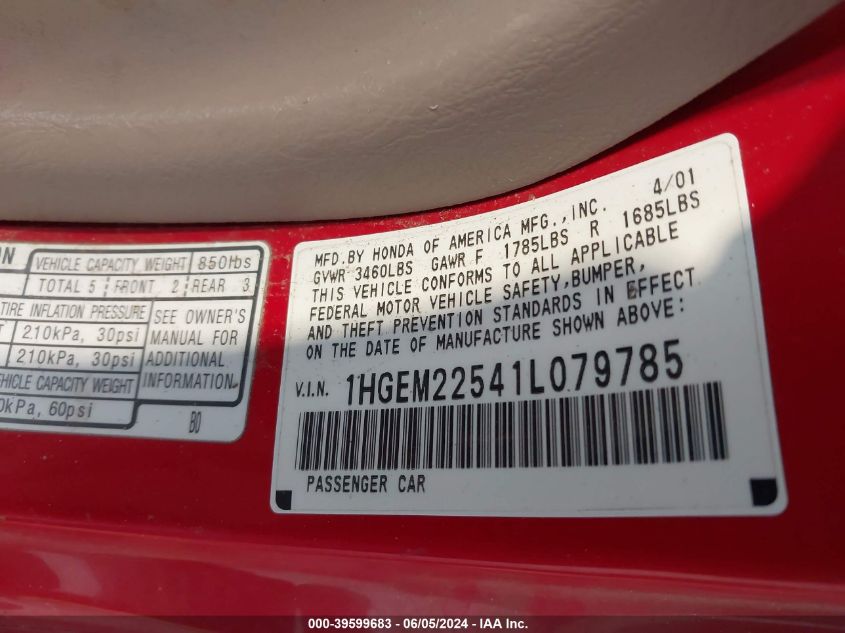 ON
VEHICLE CAPACITY WEIGHT 850lbs
TOTAL 5 FRONT 2 REAR 3
TIRE INFLATION PRESSURE SEE OWNER'S
210kPa, 30psi MANUAL FOR
210kPa, 30psi ADDITIONAL
VEHICLE CAPACITY WEIGHT INFORMATION
0kPa, 60psi
B0
4/01
MFD.BY HONDA OF AMERICA MFG.,INC.
GVWR 3460LBS GAWR F 1785LBS R 1685LBS
THIS VEHICLE CONFORMS TO ALL APPLICABLE
FEDERAL MOTOR VEHICLE SAFETY,BUMPER,
AND THEFT PREVENTION STANDARDS IN EFFECT
ON THE DATE OF MANUFACTURE SHOWN ABOVE:
V.I.N. 1HGEM22541L079785
PASSENGER CAR
000-39599683 - 06/05/2024 - IAA Inc.